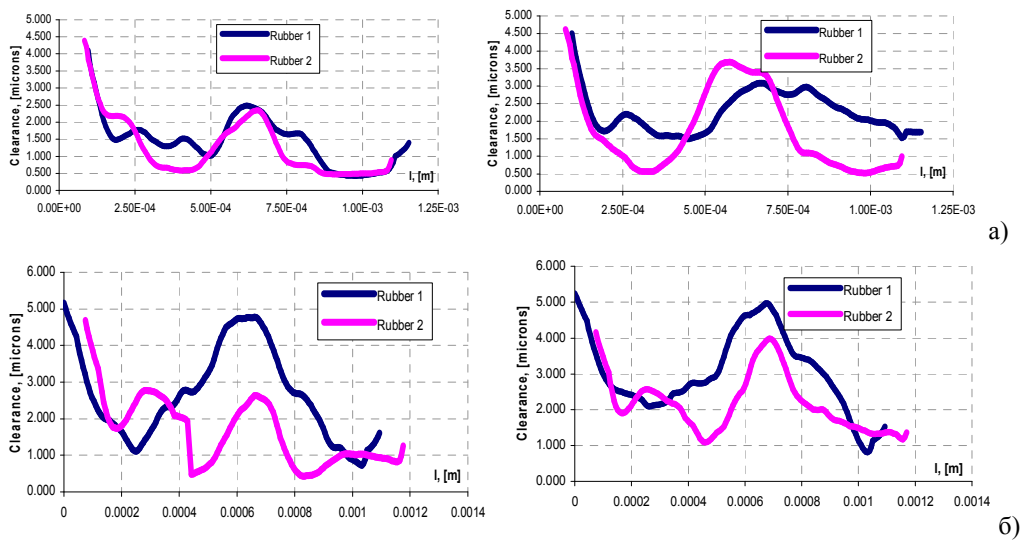 5.000
4.500
4.000
3.500
3.000
2.500
2.000
1.500
1.000
0.500
0.000
Clearance, [microns]
Rubber 1
Rubber 2
l, [m]
0.00E+00 2.50E-04 5.00E-04 7.50E-04 1.00E-03 1.25E-03
5.000
4.500
4.000
3.500
3.000
2.500
2.000
1.500
1.000
0.500
0.000
Clearance, [microns]
Rubber 1
Rubber 2
l, [m]
0.00E+00 2.50E-04 5.00E-04 7.50E-04 1.00E-03 1.25E-03
а)
6.000
5.000
4.000
3.000
2.000
1.000
0.000
Clearance, [microns]
Rubber 1
Rubber 2
l, [m]
0 0.0002 0.0004 0.0006 0.0008 0.001 0.0012 0.0014
6.000
5.000
4.000
3.000
2.000
1.000
0.000
Clearance, [microns]
Rubber 1
Rubber 2
l, [m]
0 0.0002 0.0004 0.0006 0.0008 0.001 0.0012 0.0014
б)